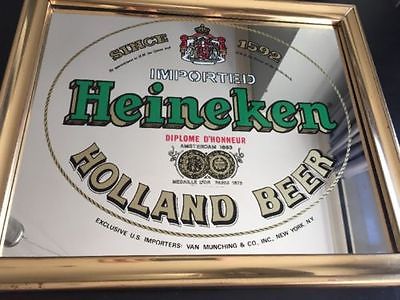 SINCE 1592
IMPORTED
Heineken
DIPLOME D'HONNEUR
AMSTERDAM 1883
MEDAILLE D'OR PARIS 1875
HOLLAND BEER
EXCLUSIVE U.S. IMPORTERS: VAN MUNCHING & CO. INC., NEW YORK, N.Y.